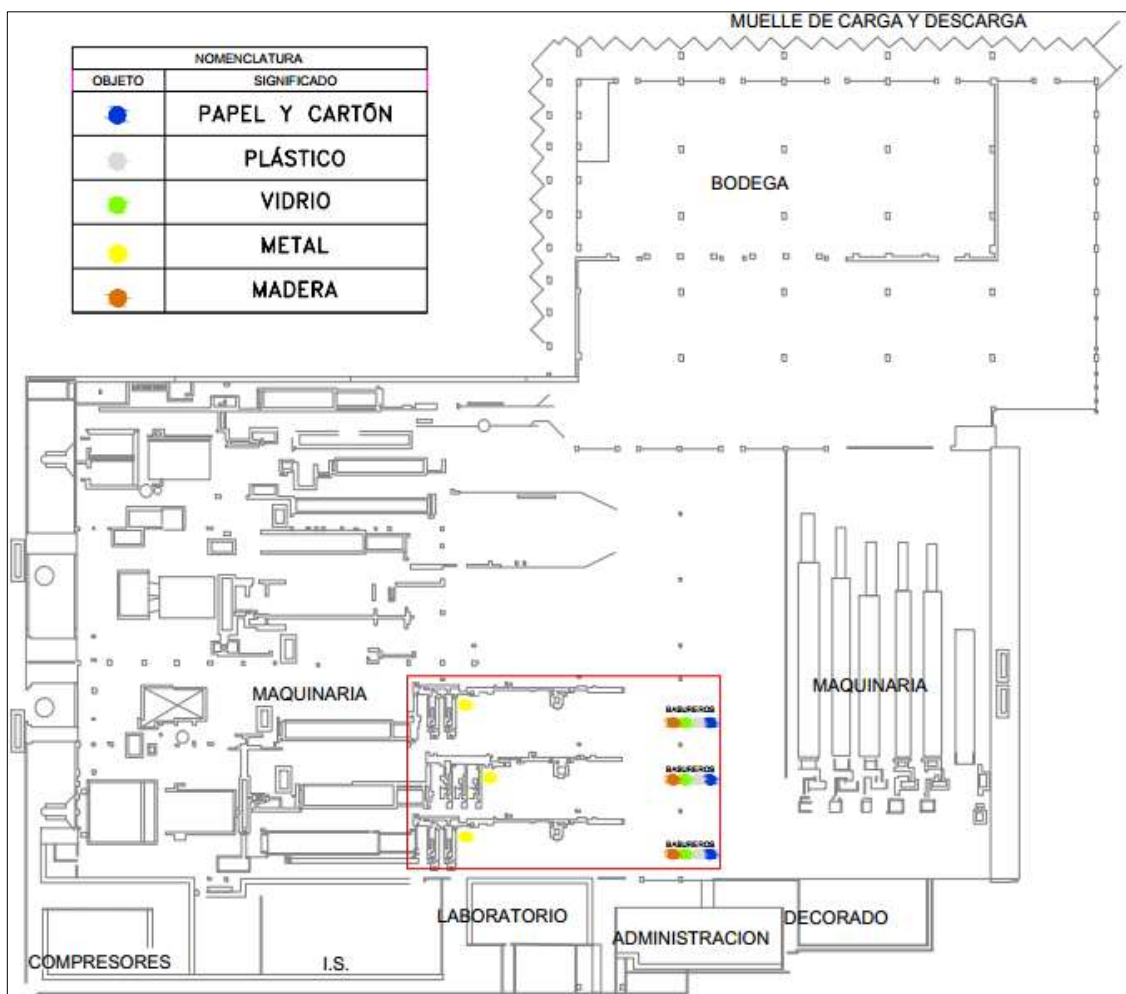 MUELLE DE CARGA Y DESCARGA
NOMENCLATURA
OBJETO SIGNIFICADO
PAPEL Y CARTÓN
PLÁSTICO
VIDRIO
METAL
MADERA
BODEGA
MAQUINARIA
MAQUINARIA
BASUREROS
BASUREROS
BASUREROS
LABORATORIO
DECORADO
ADMINISTRACION
COMPRESORES
I.S.